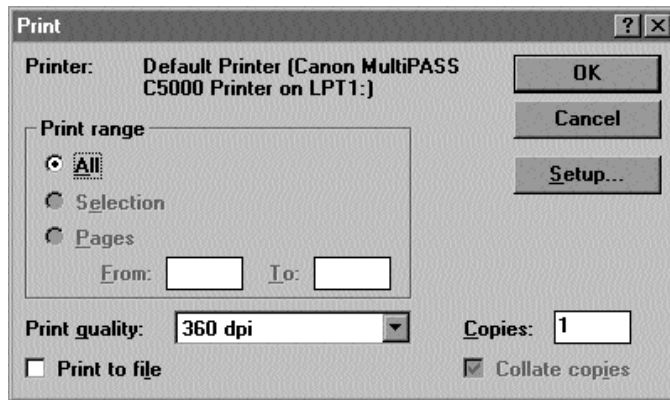 Print
Printer: Default Printer (Canon MultiPASS
C5000 Printer on LPT1:)
OK
Cancel
Setup...
Print range
All
Selection
Pages
From: To:
Print quality: 360 dpi
Copies: 1
Print to file
Collate copies